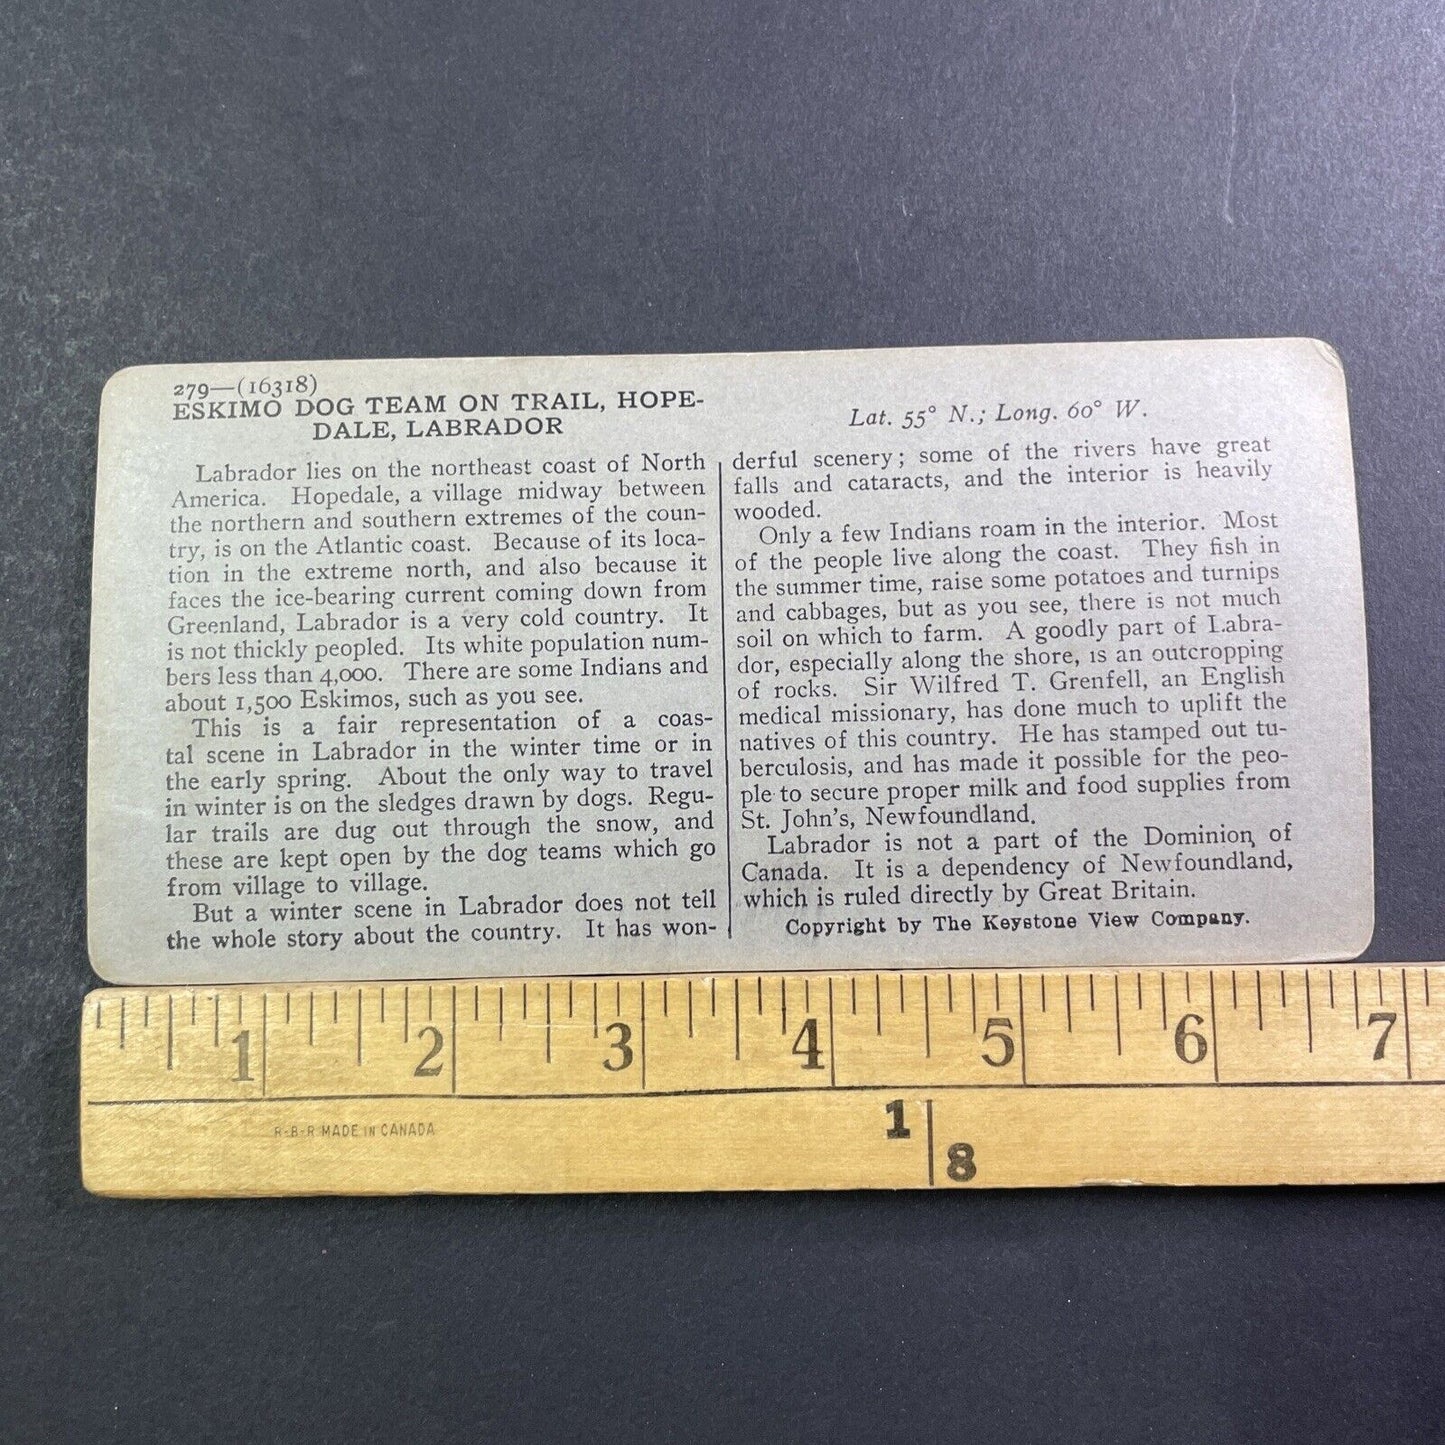 279—(16318)
ESKIMO DOG TEAM ON TRAIL, HOPE-
DALE, LABRADOR
Labrador lies on the northeast coast of North
America. Hopedale, a village midway between
the northern and southern extremes of the coun-
try, is on the Atlantic coast. Because of its loca-
tion in the extreme north, and also because it
faces the ice-bearing current coming down from
Greenland, Labrador is a very cold country. It
is not thickly peopled. Its white population num-
bers less than 4,000. There are some Indians and
about 1,500 Eskimos, such as you see.
This is a fair representation of a coas-
tal scene in Labrador in the winter time or in
the early spring. About the only way to travel
in winter is on the sledges drawn by dogs. Regu-
lar trails are dug out through the snow, and
these are kept open by the dog teams which go
from village to village.
But a winter scene in Labrador does not tell
the whole story about the country. It has won-
Lat. 55° N.; Long. 60° W.
derful scenery; some of the rivers have great
falls and cataracts, and the interior is heavily
wooded.
Only a few Indians roam in the interior. Most
of the people live along the coast. They fish in
the summer time, raise some potatoes and turnips
and cabbages, but as you see, there is not much
soil on which to farm. A goodly part of Labra-
dor, especially along the shore, is an outcropping
of rocks. Sir Wilfred T. Grenfell, an English
medical missionary, has done much to uplift the
natives of this country. He has stamped out tu-
berculosis, and has made it possible for the peo-
ple to secure proper milk and food supplies from
St. John's, Newfoundland.
Labrador is not a part of the Dominion of
Canada. It is a dependency of Newfoundland,
which is ruled directly by Great Britain.
Copyright by The Keystone View Company.
1 2 3 4 5 6 7
R-B-R MADE IN CANADA
1
8